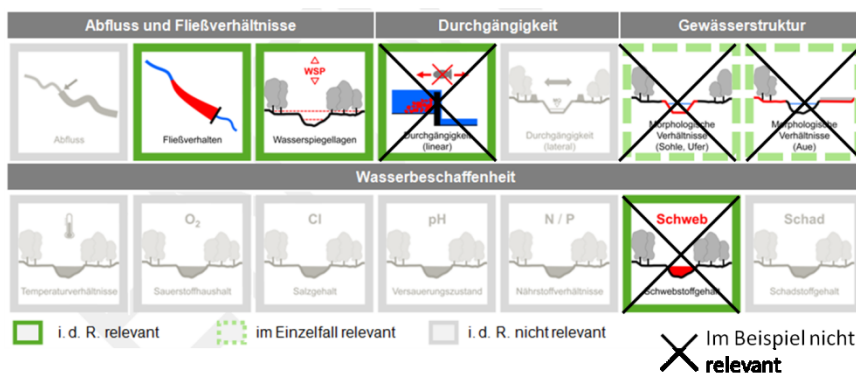 Abfluss und Fließverhältnisse
Durchgängigkeit
Gewässerstruktur
WSP
Abfluss
Fließverhalten
Wasserspiegellagen
Durchgängigkeit
(linear)
Durchgängigkeit
(lateral)
Morphologische
Verhältnisse
(Sohle, Ufer)
Morphologische
Verhältnisse
(Aue)
Wasserbeschaffenheit
O₂
Cl
pH
N / P
Schweb
Schad
Temperaturverhältnisse
Sauerstoffhaushalt
Salzgehalt
Versauerungszustand
Nährstoffverhältnisse
Schwebstoffgehalt
Schadstoffgehalt
i. d. R. relevant
im Einzelfall relevant
i. d. R. nicht relevant
Im Beispiel nicht
relevant